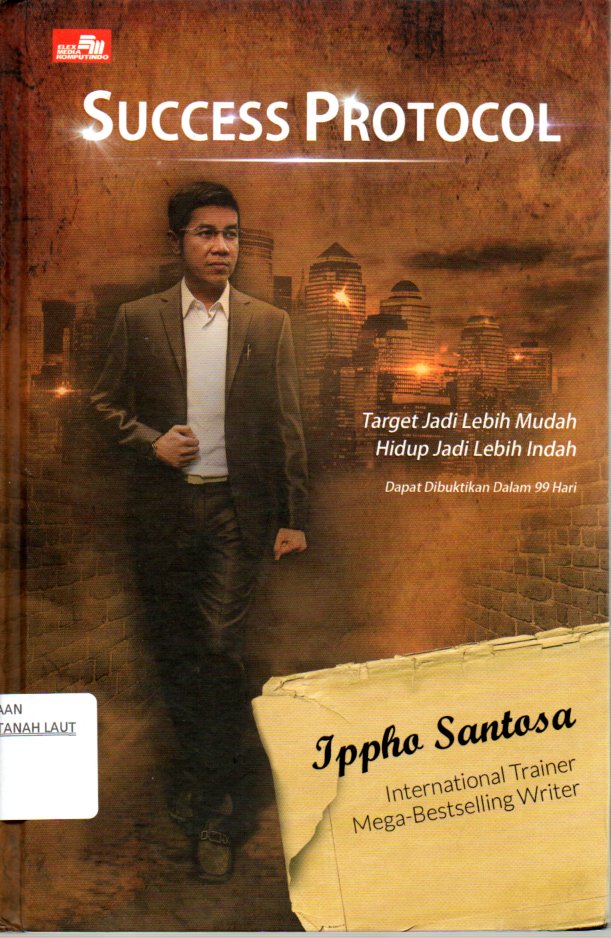 ELEX
MEDIA
KOMPUTINDO
SUCCESS PROTOCOL
Target Jadi Lebih Mudah
Hidup Jadi Lebih Indah
Dapat Dibuktikan Dalam 99 Hari
AAN
TANAH LAUT
Ippho Santosa
International Trainer
Mega-Bestselling Writer